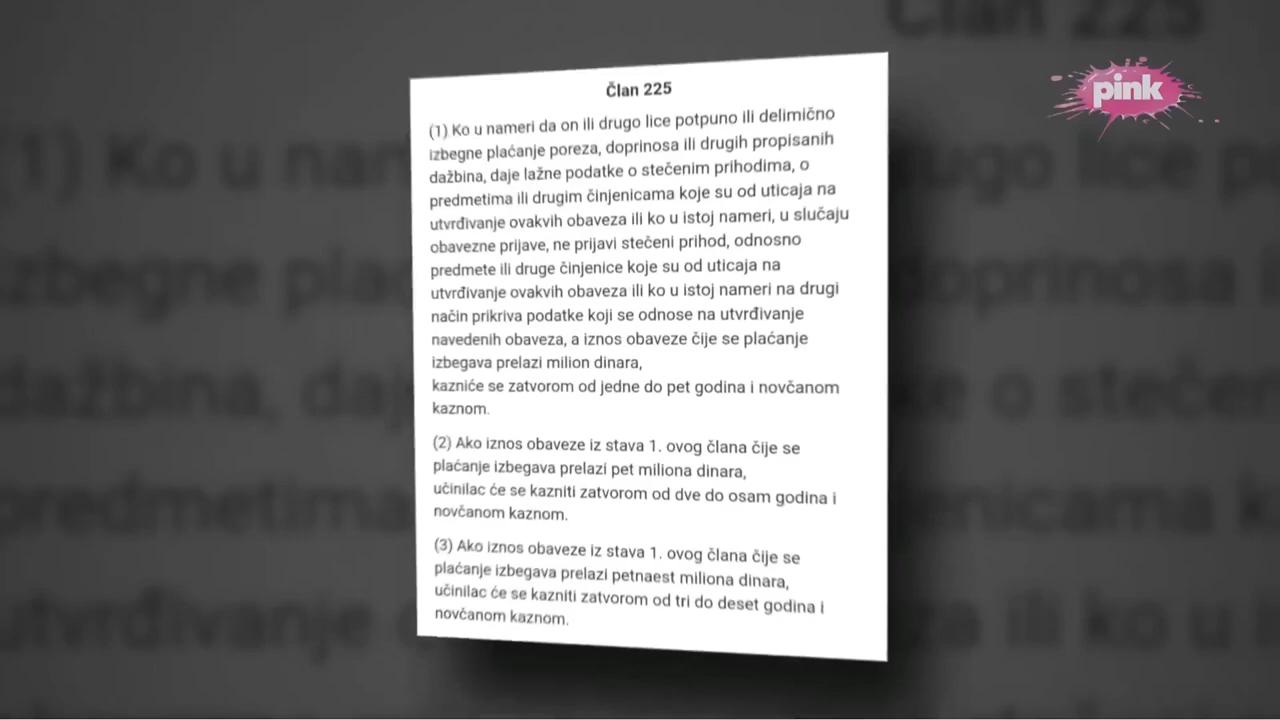 Član 225
pink
(1) Ko u nameri da on ili drugo lice potpuno ili delimično
izbegne plaćanje poreza, doprinosa ili drugih propisanih
dažbina, daje lažne podatke o stečenim prihodima, o
predmetima ili drugim činjenicama koje su od uticaja na
utvrđivanje ovakvih obaveza ili ko u istoj nameri, u slučaju
obavezne prijave, ne prijavi stečeni prihod, odnosno
predmete ili druge činjenice koje su od uticaja na
utvrđivanje ovakvih obaveza ili ko u istoj nameri na drugi
način prikriva podatke koji se odnose na utvrđivanje
navedenih obaveza, a iznos obaveze čije se plaćanje
izbegava prelazi milion dinara,
kazniće se zatvorom od jedne do pet godina i novčanom
kaznom.
(2) Ako iznos obaveze iz stava 1. ovog člana čije se
plaćanje izbegava prelazi pet miliona dinara,
učinilac će se kazniti zatvorom od dve do osam godina i
novčanom kaznom.
(3) Ako iznos obaveze iz stava 1. ovog člana čije se
plaćanje izbegava prelazi petnaest miliona dinara,
učinilac će se kazniti zatvorom od tri do deset godina i
novčanom kaznom.